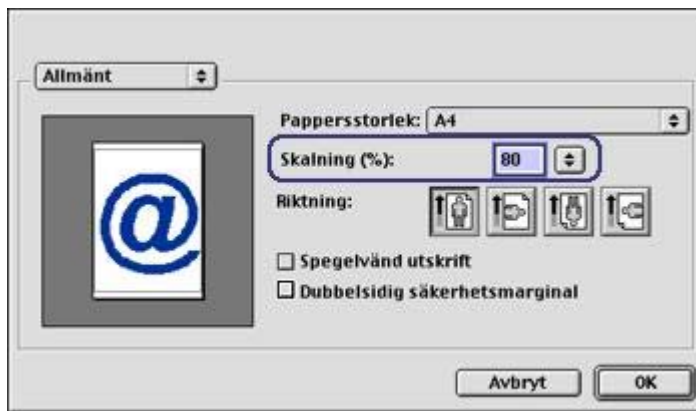 Allmänt
@
Pappersstorlek: A4
Skalning (%): 80
Riktning:
Spegelvänd utskrift
Dubbelsidig säkerhetsmarginal
Avbryt OK